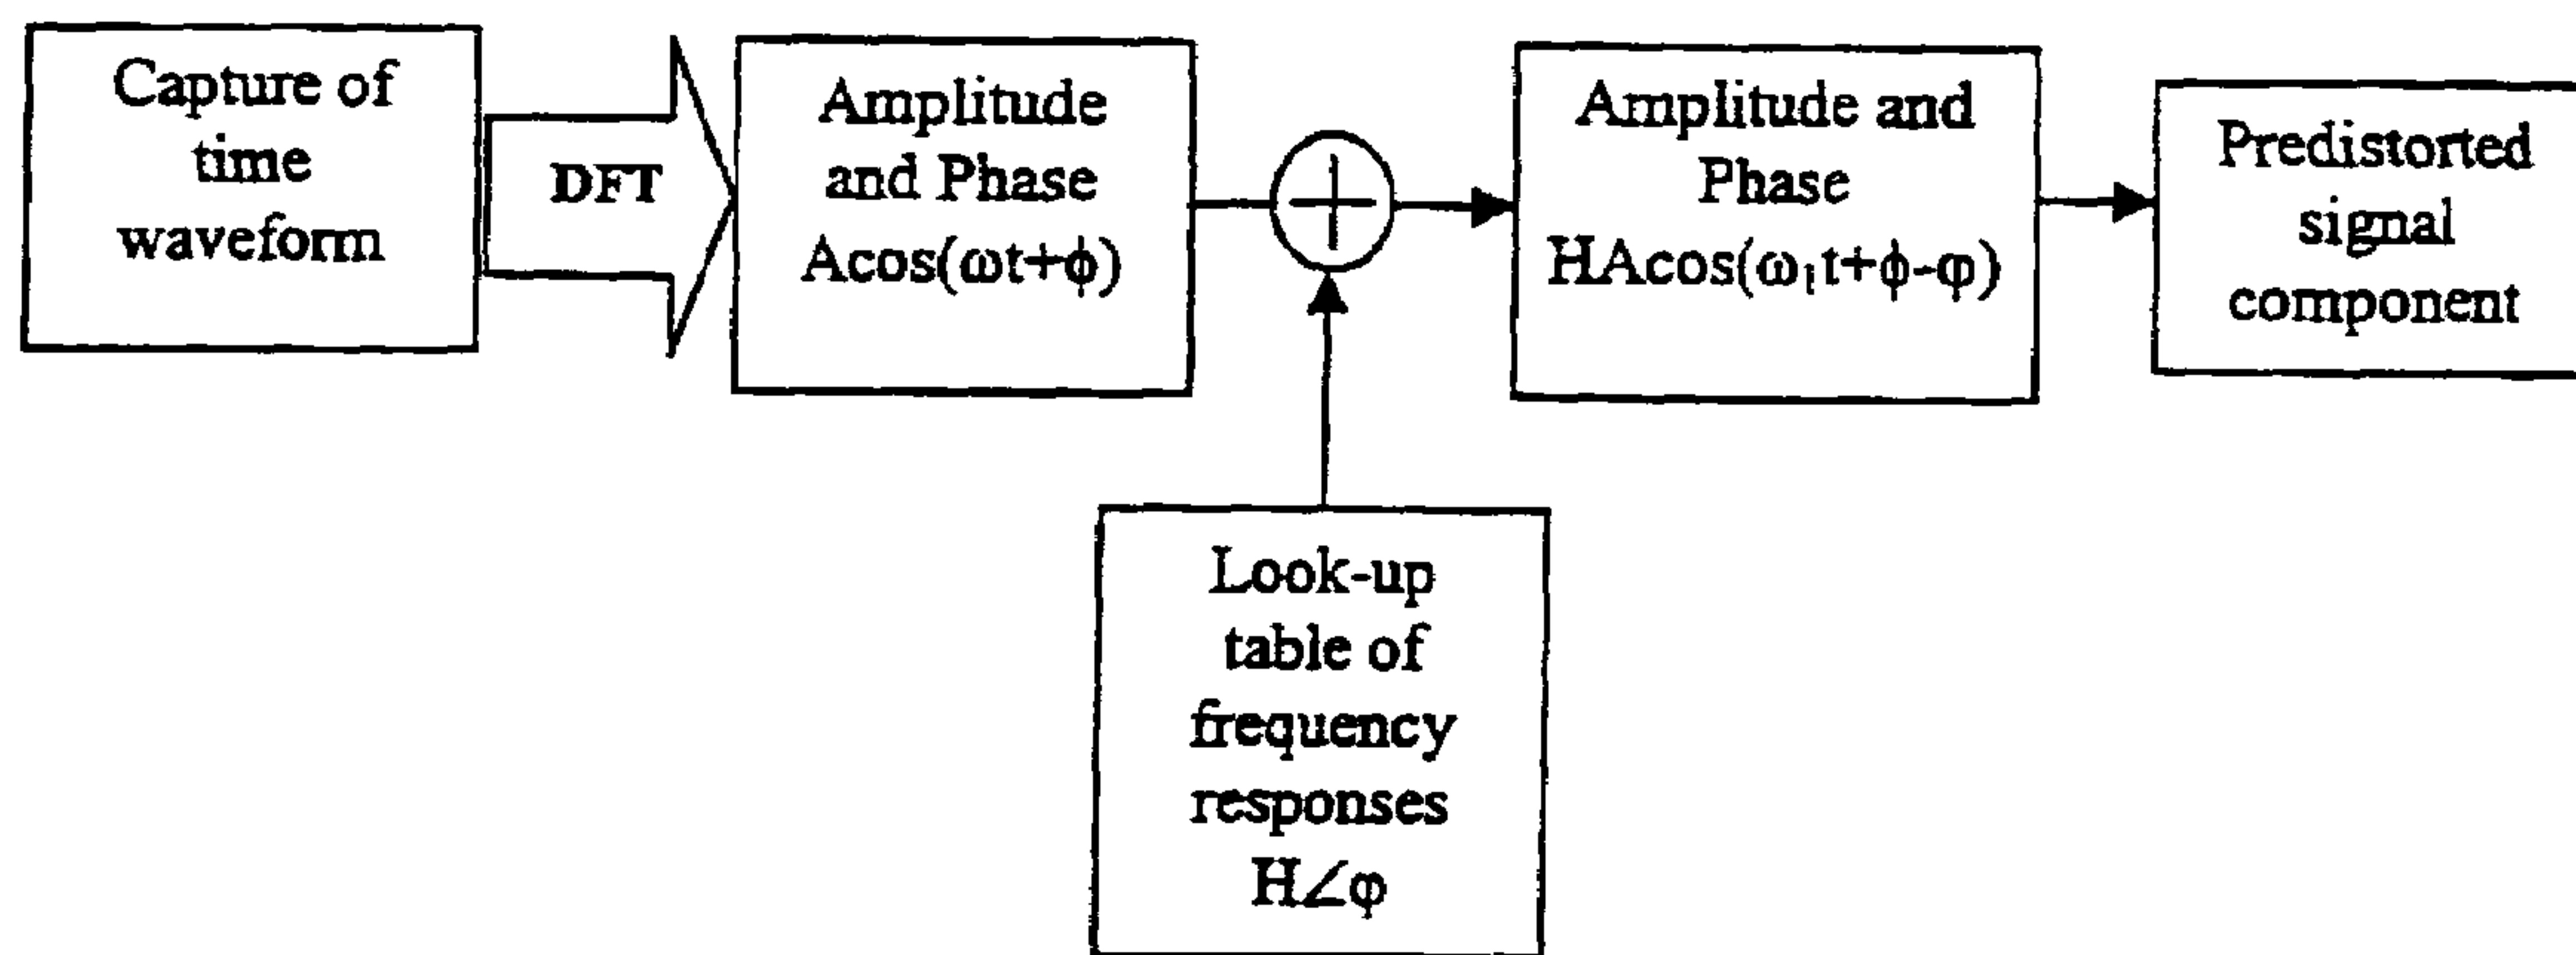 Capture of
time
waveform
DFT
Amplitude
and Phase
Acos(ωt+ϕ)
Amplitude and
Phase
HAcos(ω₁t+ϕ-φ)
Predistorted
signal
component
Look-up
table of
frequency
responses
H∠φ